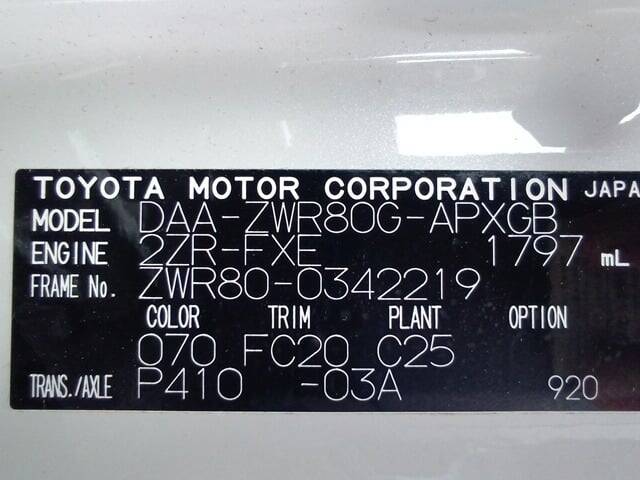 TOYOTA MOTOR CORPORATION JAPA
MODEL DAA-ZWR80G-APXGB
ENGINE 2ZR-FXE 1797 mL
FRAME No. ZWR80-0342219
COLOR TRIM PLANT OPTION
070 FC20 C25
TRANS./AXLE P410 -03A 920